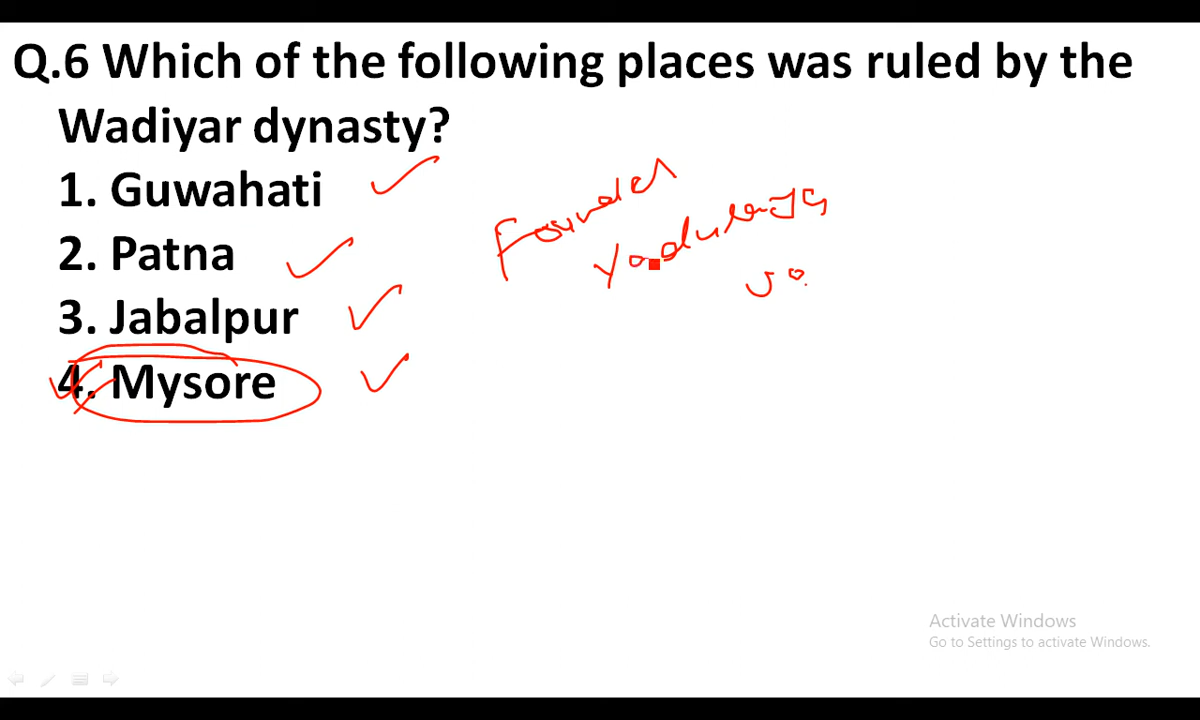 Q.6 Which of the following places was ruled by the
Wadiyar dynasty?
1. Guwahati
2. Patna
3. Jabalpur
4. Mysore
Founder
Activate Windows
Go to Settings to activate Windows.